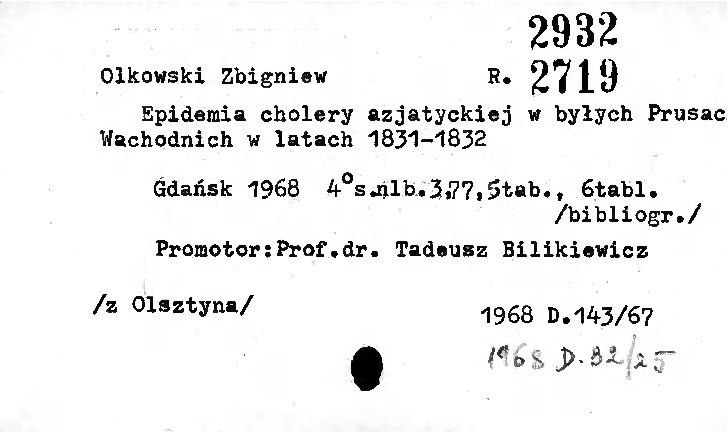 2932
Olkowski Zbigniew R. 2719
Epidemia cholery azjatyckiej w byłych Prusac
Wachodnich w latach 1831-1832
Gdańsk 1968 4°s.nlb.3,77,5tab., 6tabl.
/bibliogr./
Promotor:Prof.dr. Tadeusz Bilikiewicz
/z Olsztyna/
1968 D.143/67
1968 D.32/25